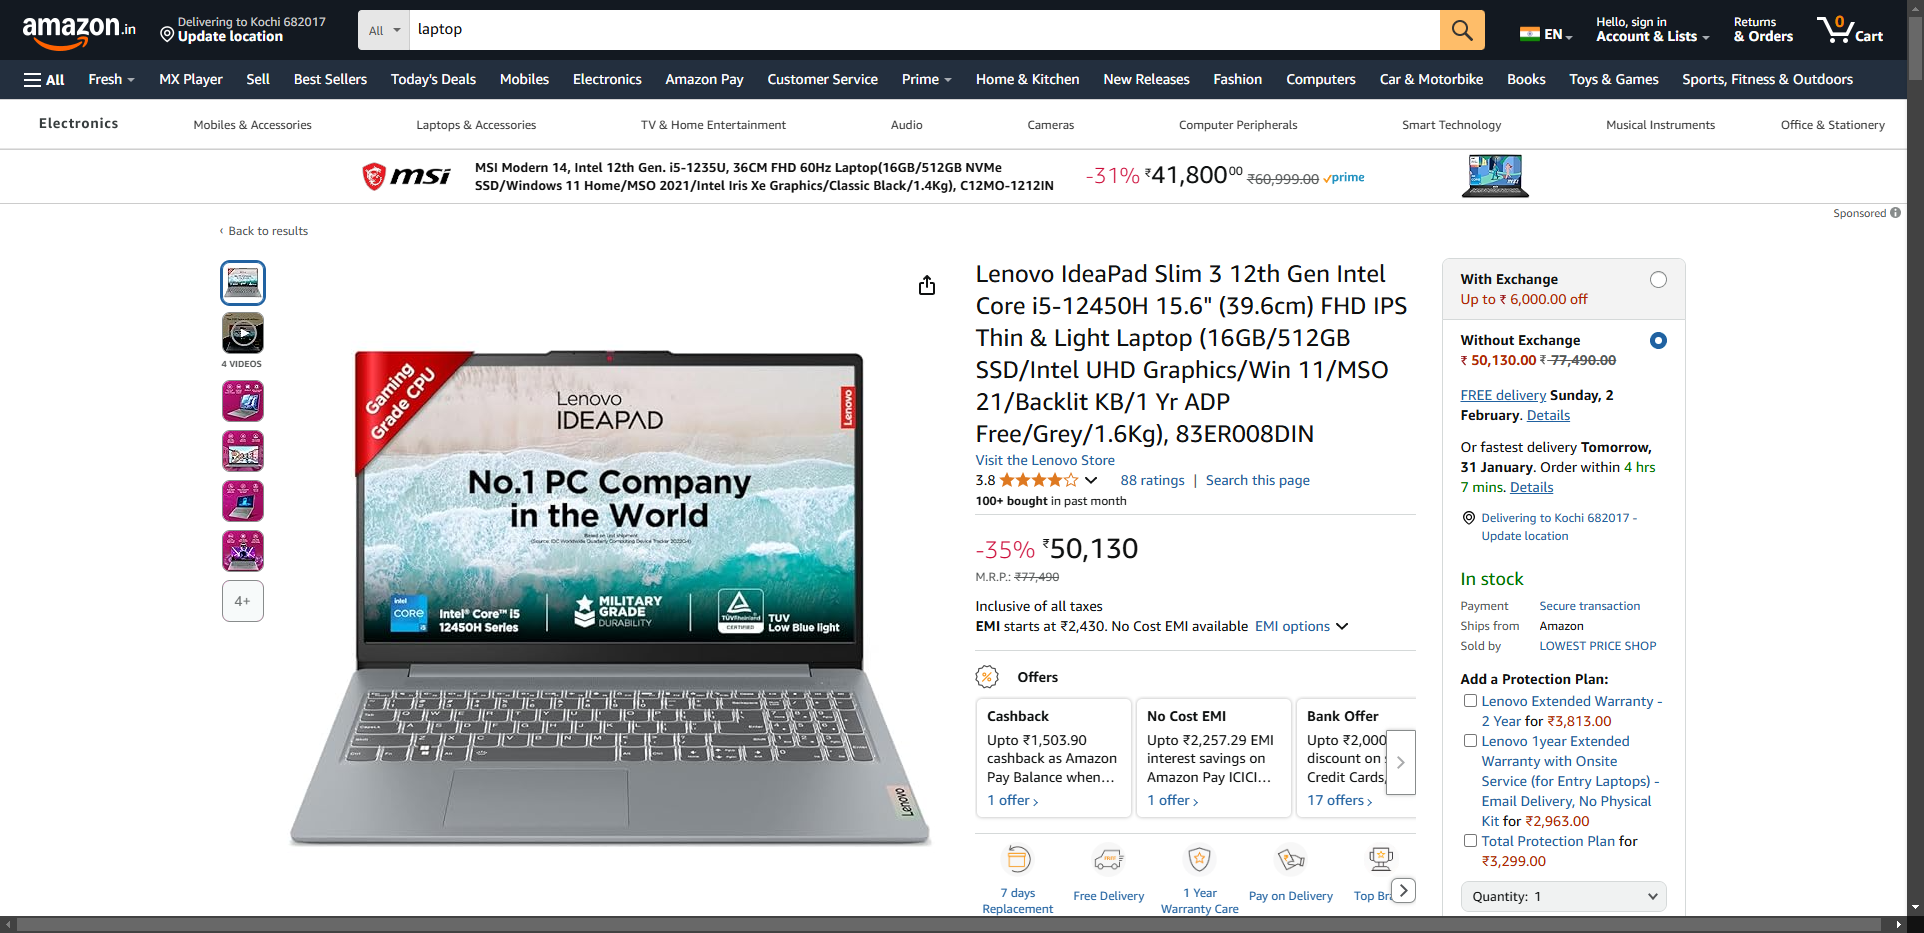 amazon.in
Delivering to Kochi 682017
Update location
All
laptop
EN
Hello, sign in
Account & Lists
Returns
& Orders
0
Cart
All
Fresh
MX Player
Sell
Best Sellers
Today's Deals
Mobiles
Electronics
Amazon Pay
Customer Service
Prime
Home & Kitchen
New Releases
Fashion
Computers
Car & Motorbike
Books
Toys & Games
Sports, Fitness & Outdoors
Electronics
Mobiles & Accessories
Laptops & Accessories
TV & Home Entertainment
Audio
Cameras
Computer Peripherals
Smart Technology
Musical Instruments
Office & Stationery
msi
MSI Modern 14, Intel 12th Gen. i5-1235U, 36CM FHD 60Hz Laptop(16GB/512GB NVMe
SSD/Windows 11 Home/MSO 2021/Intel Iris Xe Graphics/Classic Black/1.4Kg), C12MO-1212IN
-31% ₹41,80000 ₹60,999.00 prime
Sponsored
‹ Back to results
4 VIDEOS
4+
Gaming
Grade CPU
Lenovo
IDEAPAD
Lenovo
No.1 PC Company
in the World
intel
CORE
i5
Intel® Core™ i5
12450H Series
MILITARY
GRADE
DURABILITY
TÜVRheinland
CERTIFIED
TUV
Low Blue light
Lenovo
Lenovo IdeaPad Slim 3 12th Gen Intel
Core i5-12450H 15.6" (39.6cm) FHD IPS
Thin & Light Laptop (16GB/512GB
SSD/Intel UHD Graphics/Win 11/MSO
21/Backlit KB/1 Yr ADP
Free/Grey/1.6Kg), 83ER008DIN
Visit the Lenovo Store
3.8
88 ratings | Search this page
100+ bought in past month
-35% ₹50,130
M.R.P.: ₹77,490
Inclusive of all taxes
EMI starts at ₹2,430. No Cost EMI available EMI options
Offers
Cashback
Upto ₹1,503.90
cashback as Amazon
Pay Balance when...
1 offer ›
No Cost EMI
Upto ₹2,257.29 EMI
interest savings on
Amazon Pay ICICI...
1 offer ›
Bank Offer
Upto ₹2,000
discount on
Credit Cards,
17 offers ›
7 days
Replacement
Free Delivery
1 Year
Warranty Care
Pay on Delivery
Top Br
With Exchange
Up to ₹ 6,000.00 off
Without Exchange
₹ 50,130.00 ₹ 77,490.00
FREE delivery Sunday, 2
February. Details
Or fastest delivery Tomorrow,
31 January. Order within 4 hrs
7 mins. Details
Delivering to Kochi 682017 -
Update location
In stock
Payment
Secure transaction
Ships from
Amazon
Sold by
LOWEST PRICE SHOP
Add a Protection Plan:
Lenovo Extended Warranty -
2 Year for ₹3,813.00
Lenovo 1year Extended
Warranty with Onsite
Service (for Entry Laptops) -
Email Delivery, No Physical
Kit for ₹2,963.00
Total Protection Plan for
₹3,299.00
Quantity: 1